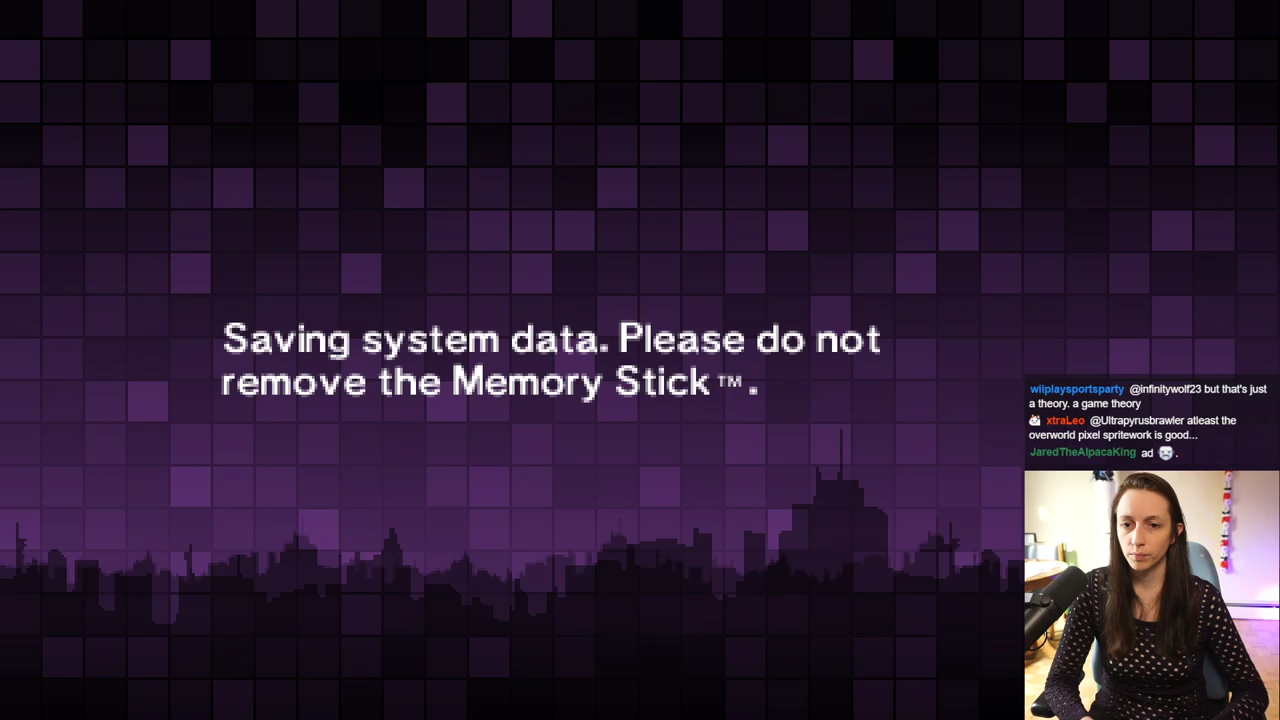 Saving system data. Please do not
remove the Memory Stick™.
wiiplaysportsparty @infinitywolf23 but that's just
a theory. a game theory
xtraLeo @Ultrapyrusbrawler atleast the
overworld pixel spritework is good...
JaredTheAlpacaKing ad .